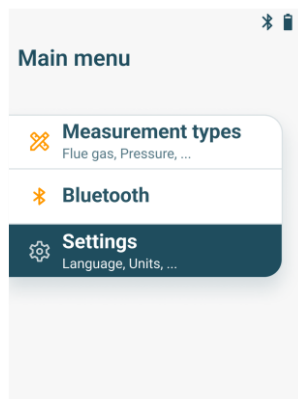 Main menu
Measurement types
Flue gas, Pressure, ...
Bluetooth
Settings
Language, Units, ...